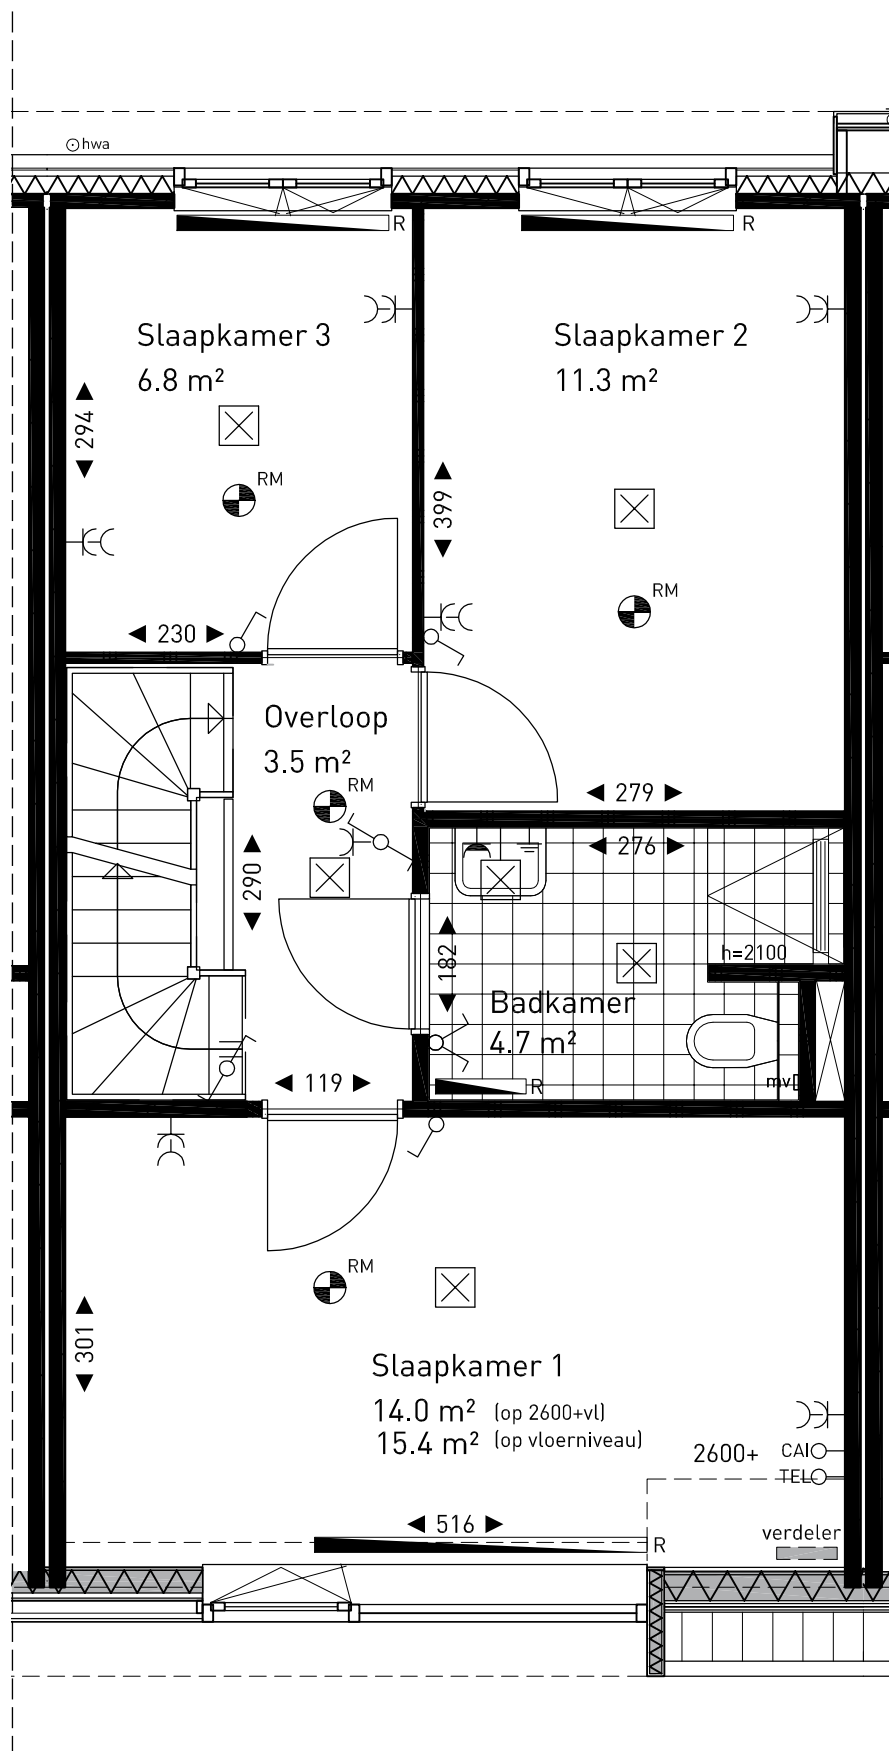 hwa
R
R
Slaapkamer 3
6.8 m²
Slaapkamer 2
11.3 m²
294
RM
399
RM
230
Overloop
3.5 m²
RM
279
276
290
182
h=2100
Badkamer
4.7 m²
119
R
mv
RM
301
Slaapkamer 1
14.0 m² (op 2600+vl)
15.4 m² (op vloerniveau)
2600+
CAI
TEL
516
R
verdeler